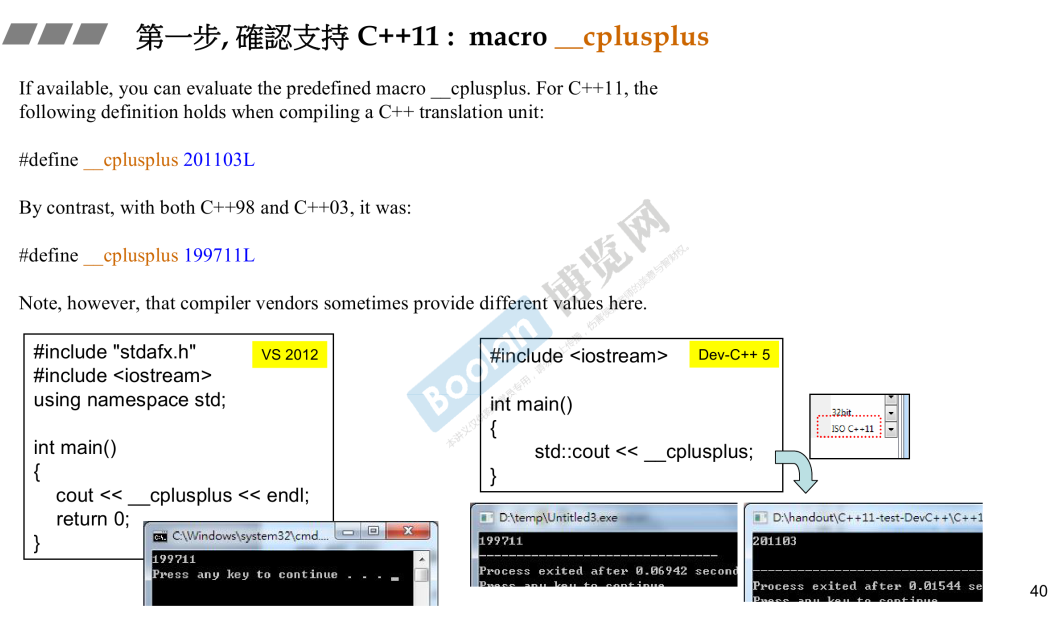 第一步, 確認支持 C++11 : macro __cplusplus
If available, you can evaluate the predefined macro __cplusplus. For C++11, the
following definition holds when compiling a C++ translation unit:
#define __cplusplus 201103L
By contrast, with both C++98 and C++03, it was:
#define __cplusplus 199711L
Note, however, that compiler vendors sometimes provide different values here.
Boolan 博览网
#include "stdafx.h"
#include <iostream>
using namespace std;
int main()
{
cout << __cplusplus << endl;
return 0;
}
VS 2012
C:\Windows\system32\cmd....
199711
Press any key to continue . . . _
#include <iostream>
int main()
{
std::cout << __cplusplus;
}
Dev-C++ 5
32bit
ISO C++11
D:\temp\Untitled3.exe
199711
--------------------------------
Process exited after 0.06942 second
Press any key to continue
D:\handout\C++11-test-DevC++\C++1
201103
--------------------------------
Process exited after 0.01544 se
Press any key to continue
40